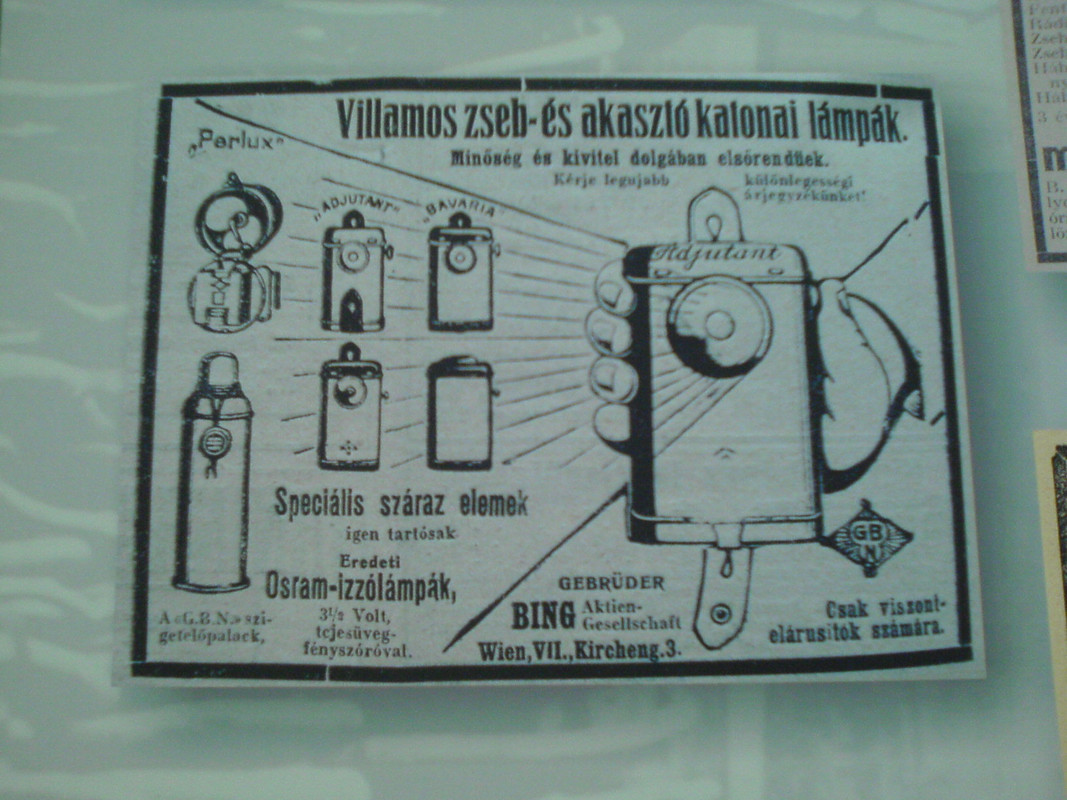 Villamos zseb- és akasztó katonai lámpák.
Minőség és kivitel dolgában elsőrendűek.
Kérje legujabb különlegességi
árjegyzékünket!
„Perlux"
„ADJUTANT"
„BAVARIA"
Adjutant
Speciális száraz elemek
igen tartósak
Eredeti
Osram-izzólámpák,
3½ Volt,
tejesüveg-
fényszóróval.
A «G.B.N.» szi-
getelőpalack,
GEBRÜDER
BING Aktien-
Gesellschaft
Wien, VII., Kircheng. 3.
GB
N
Csak viszont-
elárusitók számára.